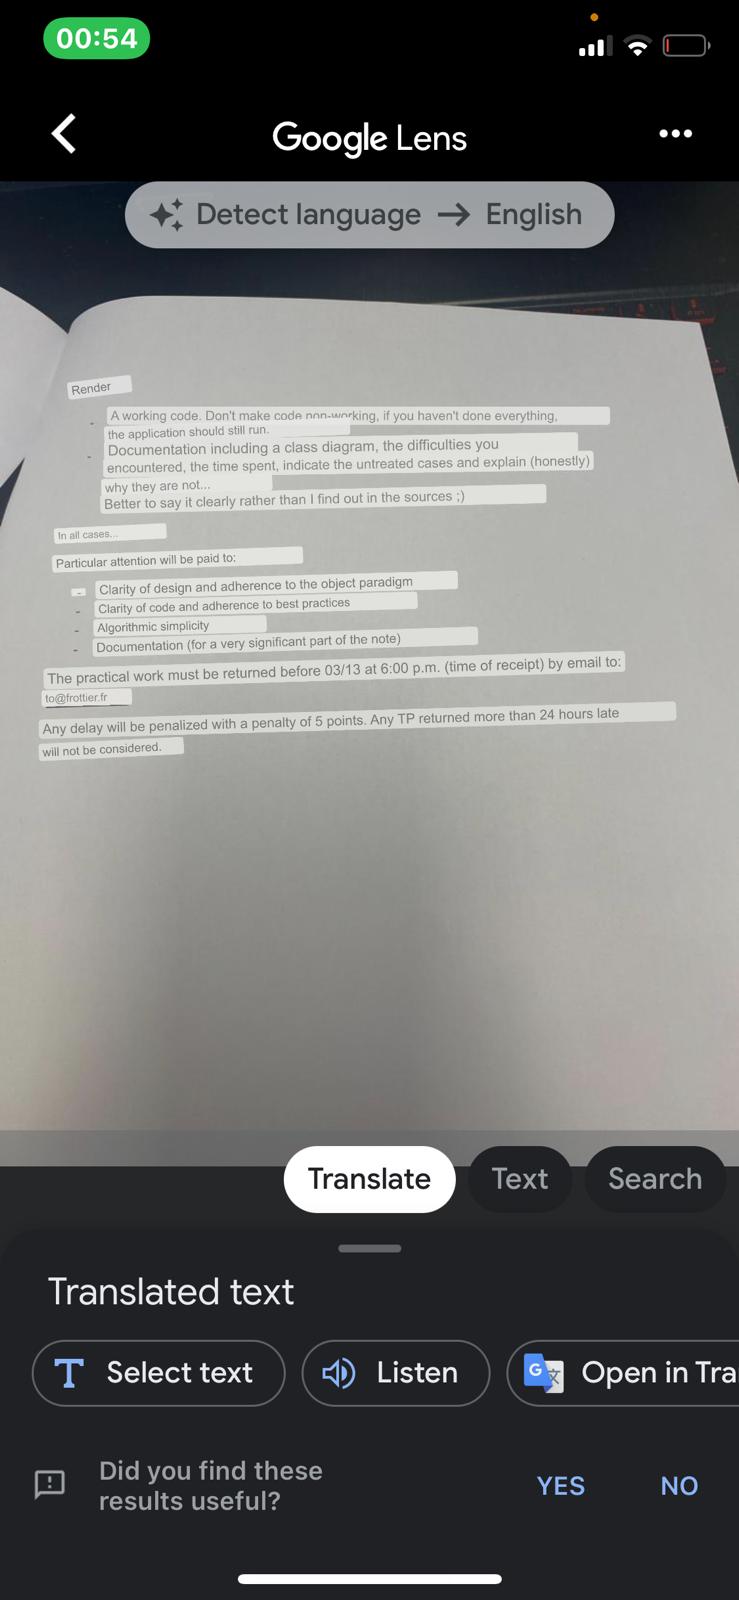 00:54
Google Lens
Detect language → English
Render
- A working code. Don't make code non-working, if you haven't done everything,
the application should still run.
- Documentation including a class diagram, the difficulties you
encountered, the time spent, indicate the untreated cases and explain (honestly)
why they are not...
Better to say it clearly rather than I find out in the sources ;)
In all cases...
Particular attention will be paid to:
- Clarity of design and adherence to the object paradigm
- Clarity of code and adherence to best practices
- Algorithmic simplicity
- Documentation (for a very significant part of the note)
The practical work must be returned before 03/13 at 6:00 p.m. (time of receipt) by email to:
to@frottier.fr
Any delay will be penalized with a penalty of 5 points. Any TP returned more than 24 hours late
will not be considered.
Translate Text Search
Translated text
Select text Listen Open in Tra
Did you find these
results useful?
YES NO